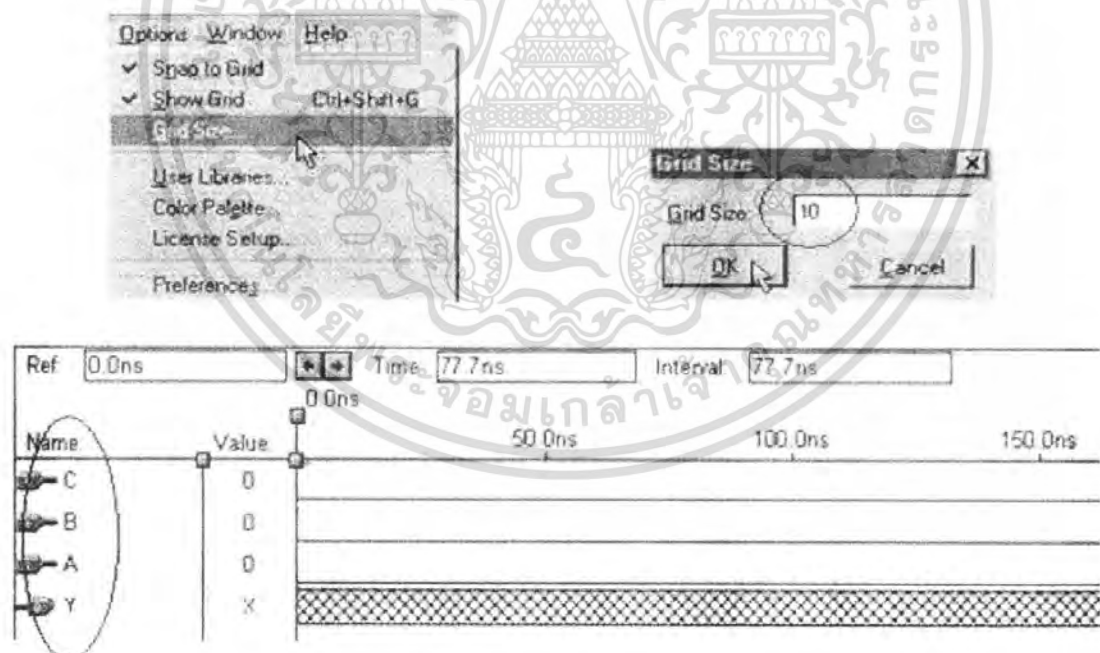 Options Window Help
Snap to Grid
Show Grid Ctrl+Shift+G
Grid Size...
User Libraries...
Color Palette...
License Setup...
Preferences...
Grid Size
Grid Size: 10
OK Cancel
Ref: 0.0ns Time: 77.7ns Interval: 77.7ns
0.0ns
Name: Value: 50.0ns 100.0ns 150.0ns
C 0
B 0
A 0
Y X